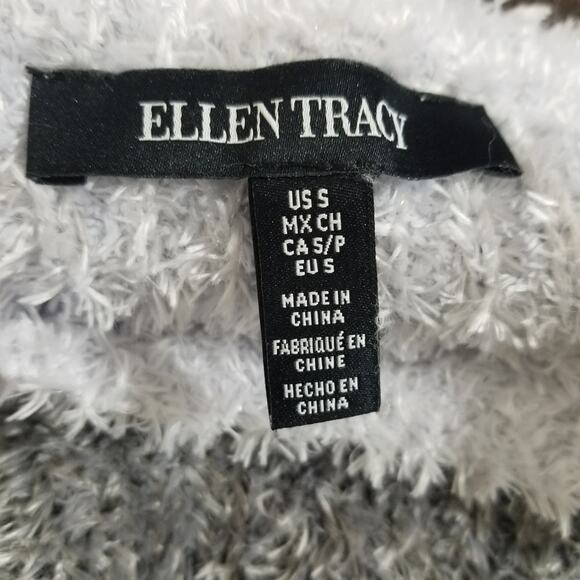 ELLEN TRACY
US S
MX CH
CA S/P
EU S
MADE IN
CHINA
FABRIQUÉ EN
CHINE
HECHO EN
CHINA